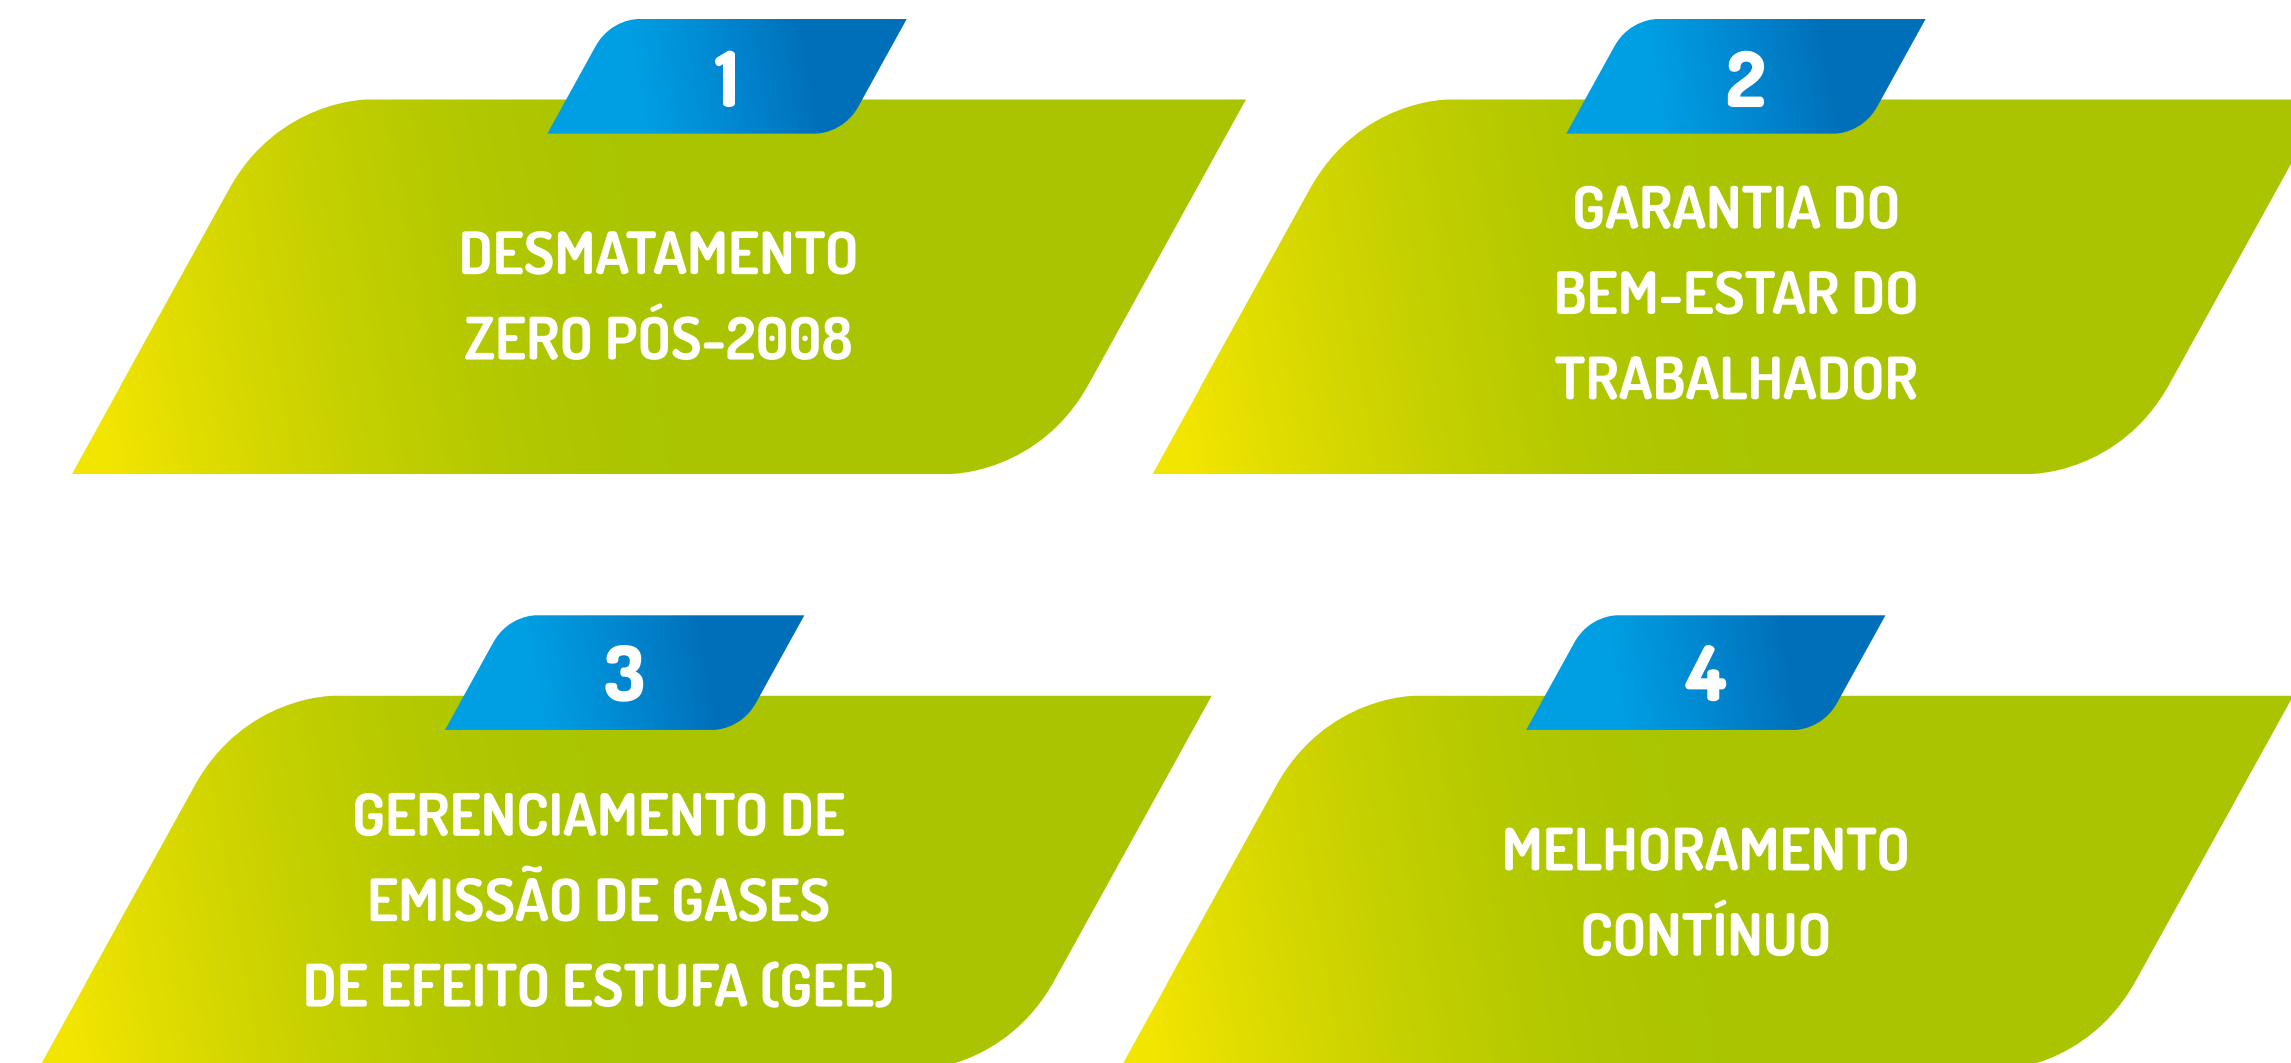 1
DESMATAMENTO
ZERO PÓS-2008
2
GARANTIA DO
BEM-ESTAR DO
TRABALHADOR
3
GERENCIAMENTO DE
EMISSÃO DE GASES
DE EFEITO ESTUFA (GEE)
4
MELHORAMENTO
CONTÍNUO